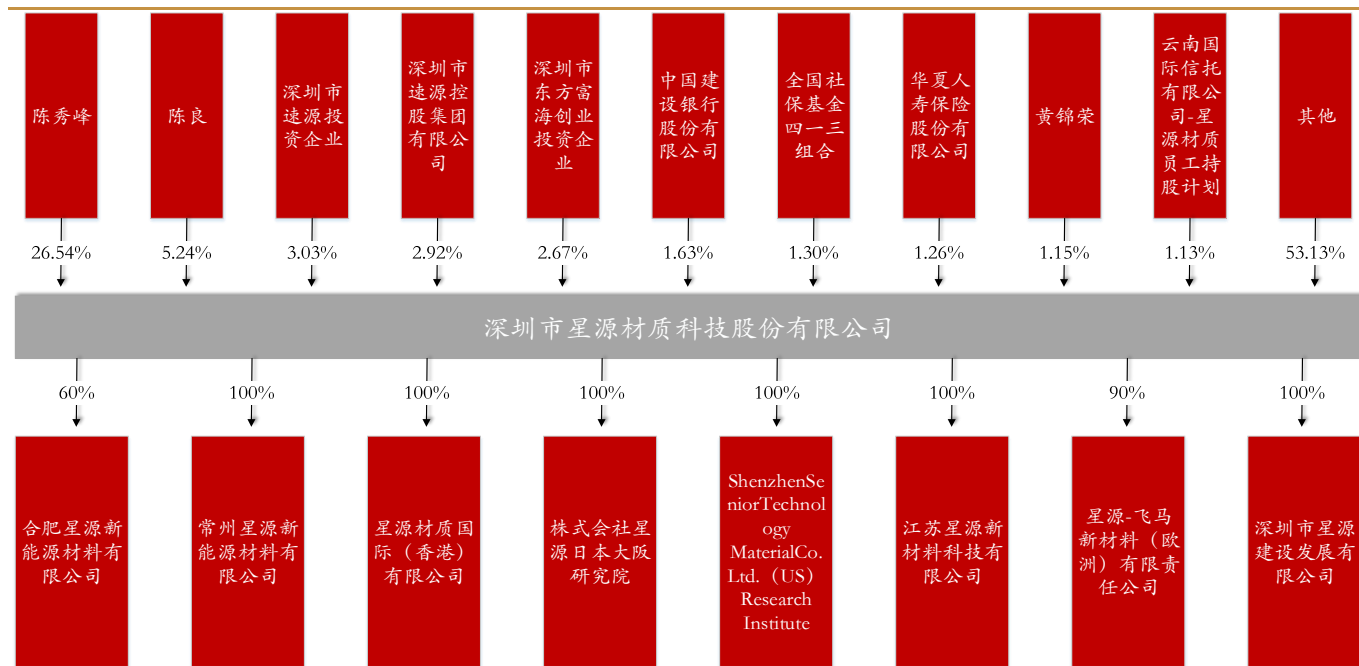 陈秀峰
陈良
深圳市
速源投
资企业
深圳市
速源控
股集团
有限公
司
深圳市
东方富
海创业
投资企
业
中国建
设银行
股份有
限公司
全国社
保基金
四一三
组合
华夏人
寿保险
股份有
限公司
黄锦荣
云南国
际信托
有限公
司-星
源材质
员工持
股计划
其他
26.54%
5.24%
3.03%
2.92%
2.67%
1.63%
1.30%
1.26%
1.15%
1.13%
53.13%
深圳市星源材质科技股份有限公司
60%
100%
100%
100%
100%
100%
90%
100%
合肥星源新
能源材料有
限公司
常州星源新
能源材料有
限公司
星源材质国
际（香港）
有限公司
株式会社星
源日本大阪
研究院
ShenzhenSe
niorTechnol
ogy
MaterialCo.
Ltd.（US）
Research
Institute
江苏星源新
材料科技有
限公司
星源-飞马
新材料（欧
洲）有限责
任公司
深圳市星源
建设发展有
限公司